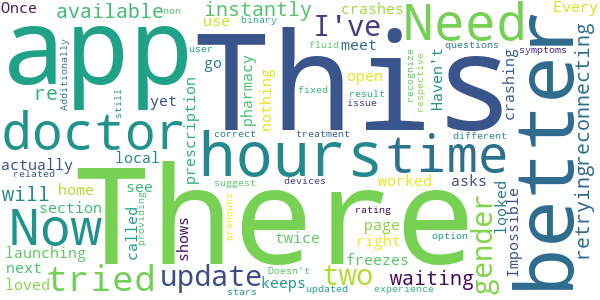 Once
available
instantly
I've
crashes
Need
Every
app
This
Additionally
non
binary
use
meet
fluid
user
go
questions
recognize
respective
Haven't
symptoms
better
re
yet
still
pharmacy
nothing
open
fixed
result
issue
crashing
doctor
prescription
hours
time
correct
treatment
different
retrying
reconnecting
actually
local
related
There
suggest
devices
worked
asks
will
home
see
providing
pronouns
rating
gender
looked
Impossible
Now
section
called
shows
twice
page
right
option
launching
next
loved
tried
update
Doesn't
keeps
stars
two
freezes
updated
waiting
experience